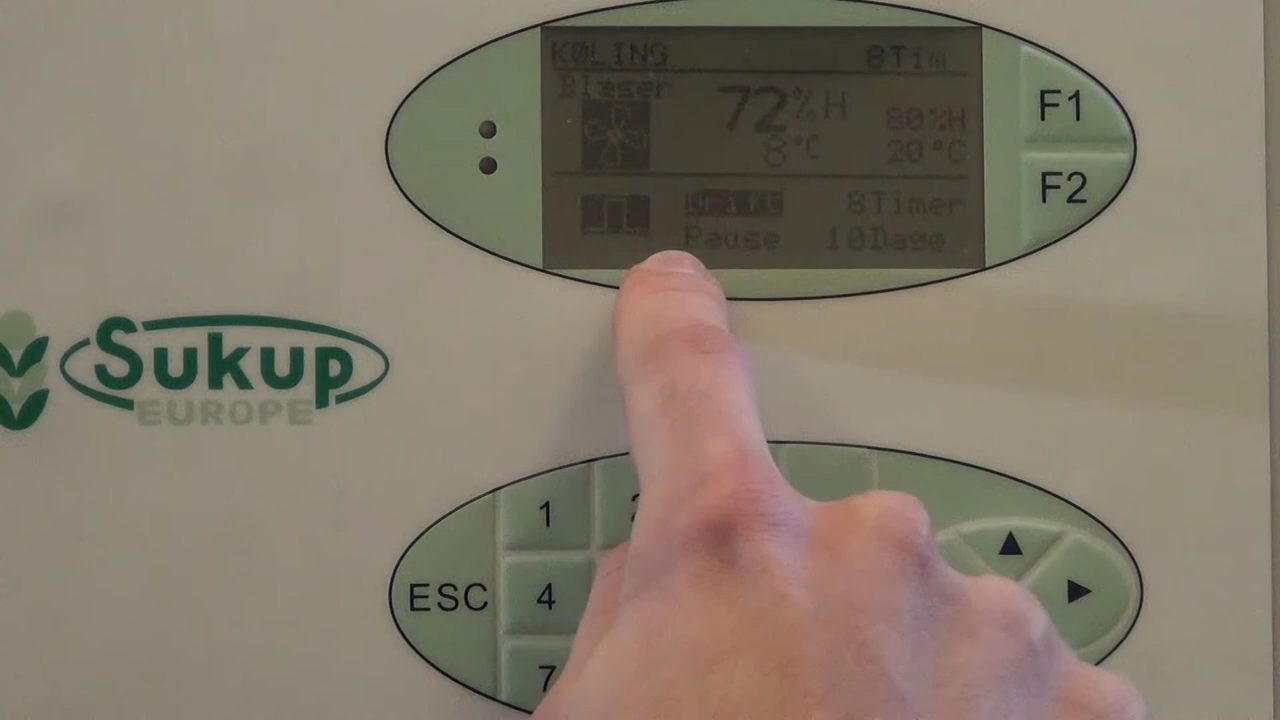 KØLING 8Tim
Blæser
72%H 80%H
8°C 20°C
Drift 8Timer
Pause 10Dage
F1
F2
Sukup
EUROPE
1
ESC 4
7